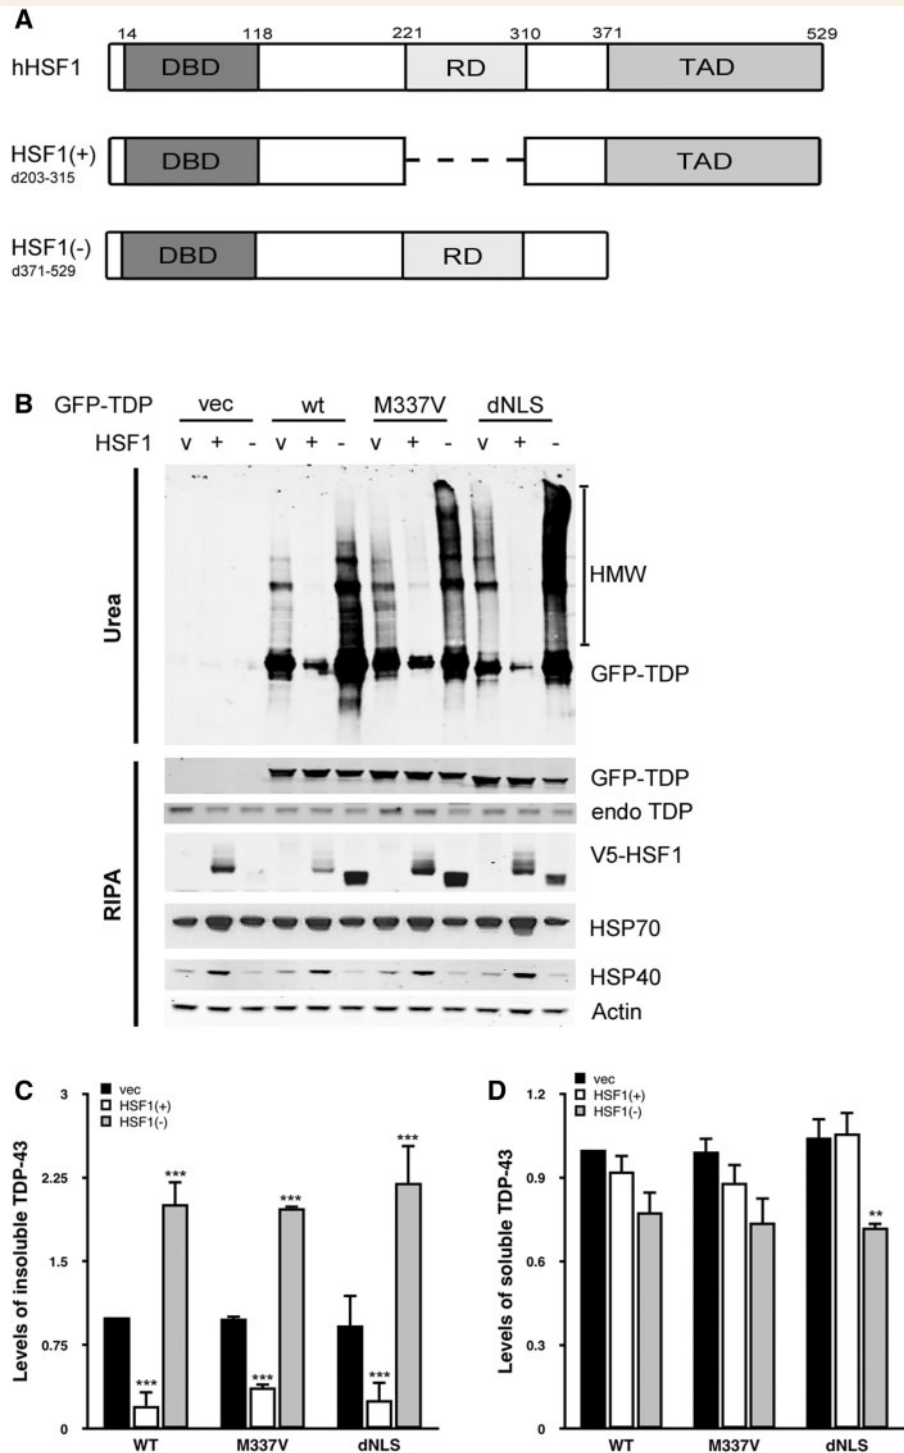 A
14 118 221 310 371 529
hHSF1 DBD RD TAD
HSF1(+) DBD TAD
d203-315
HSF1(-) DBD RD
d371-529
B GFP-TDP vec wt M337V dNLS
HSF1 v + - v + - v + - v + -
Urea
HMW
GFP-TDP
RIPA
GFP-TDP
endo TDP
V5-HSF1
HSP70
HSP40
Actin
C
vec
HSF1(+)
HSF1(-)
Levels of insoluble TDP-43
3
2.25
1.5
0.75
0
*** *** ***
*** *** ***
WT M337V dNLS
D
vec
HSF1(+)
HSF1(-)
Levels of soluble TDP-43
1.2
0.9
0.6
0.3
0
**
WT M337V dNLS